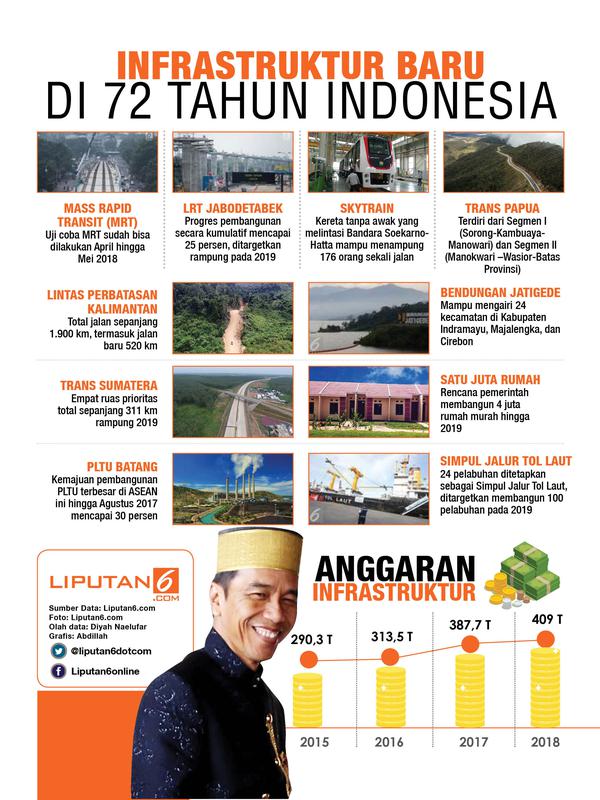 INFRASTRUKTUR BARU
DI 72 TAHUN INDONESIA
MASS RAPID
TRANSIT (MRT)
Uji coba MRT sudah bisa
dilakukan April hingga
Mei 2018
LRT JABODETABEK
Progres pembangunan
secara kumulatif mencapai
25 persen, ditargetkan
rampung pada 2019
SKYTRAIN
Kereta tanpa awak yang
melintasi Bandara Soekarno-
Hatta mampu menampung
176 orang sekali jalan
TRANS PAPUA
Terdiri dari Segmen I
(Sorong-Kambuaya-
Manowari) dan Segmen II
(Manokwari –Wasior-Batas
Provinsi)
LINTAS PERBATASAN
KALIMANTAN
Total jalan sepanjang
1.900 km, termasuk jalan
baru 520 km
BENDUNGAN JATIGEDE
Mampu mengairi 24
kecamatan di Kabupaten
Indramayu, Majalengka, dan
Cirebon
TRANS SUMATERA
Empat ruas prioritas
total sepanjang 311 km
rampung 2019
SATU JUTA RUMAH
Rencana pemerintah
membangun 4 juta
rumah murah hingga
2019
PLTU BATANG
Kemajuan pembangunan
PLTU terbesar di ASEAN
ini hingga Agustus 2017
mencapai 30 persen
SIMPUL JALUR TOL LAUT
24 pelabuhan ditetapkan
sebagai Simpul Jalur Tol Laut,
ditargetkan membangun 100
pelabuhan pada 2019
LIPUTAN 6
.COM
Sumber Data: Liputan6.com
Foto: Liputan6.com
Olah data: Diyah Naelufar
Grafis: Abdillah
@liputan6dotcom
Liputan6online
ANGGARAN
INFRASTRUKTUR
290,3 T
313,5 T
387,7 T
409 T
2015
2016
2017
2018